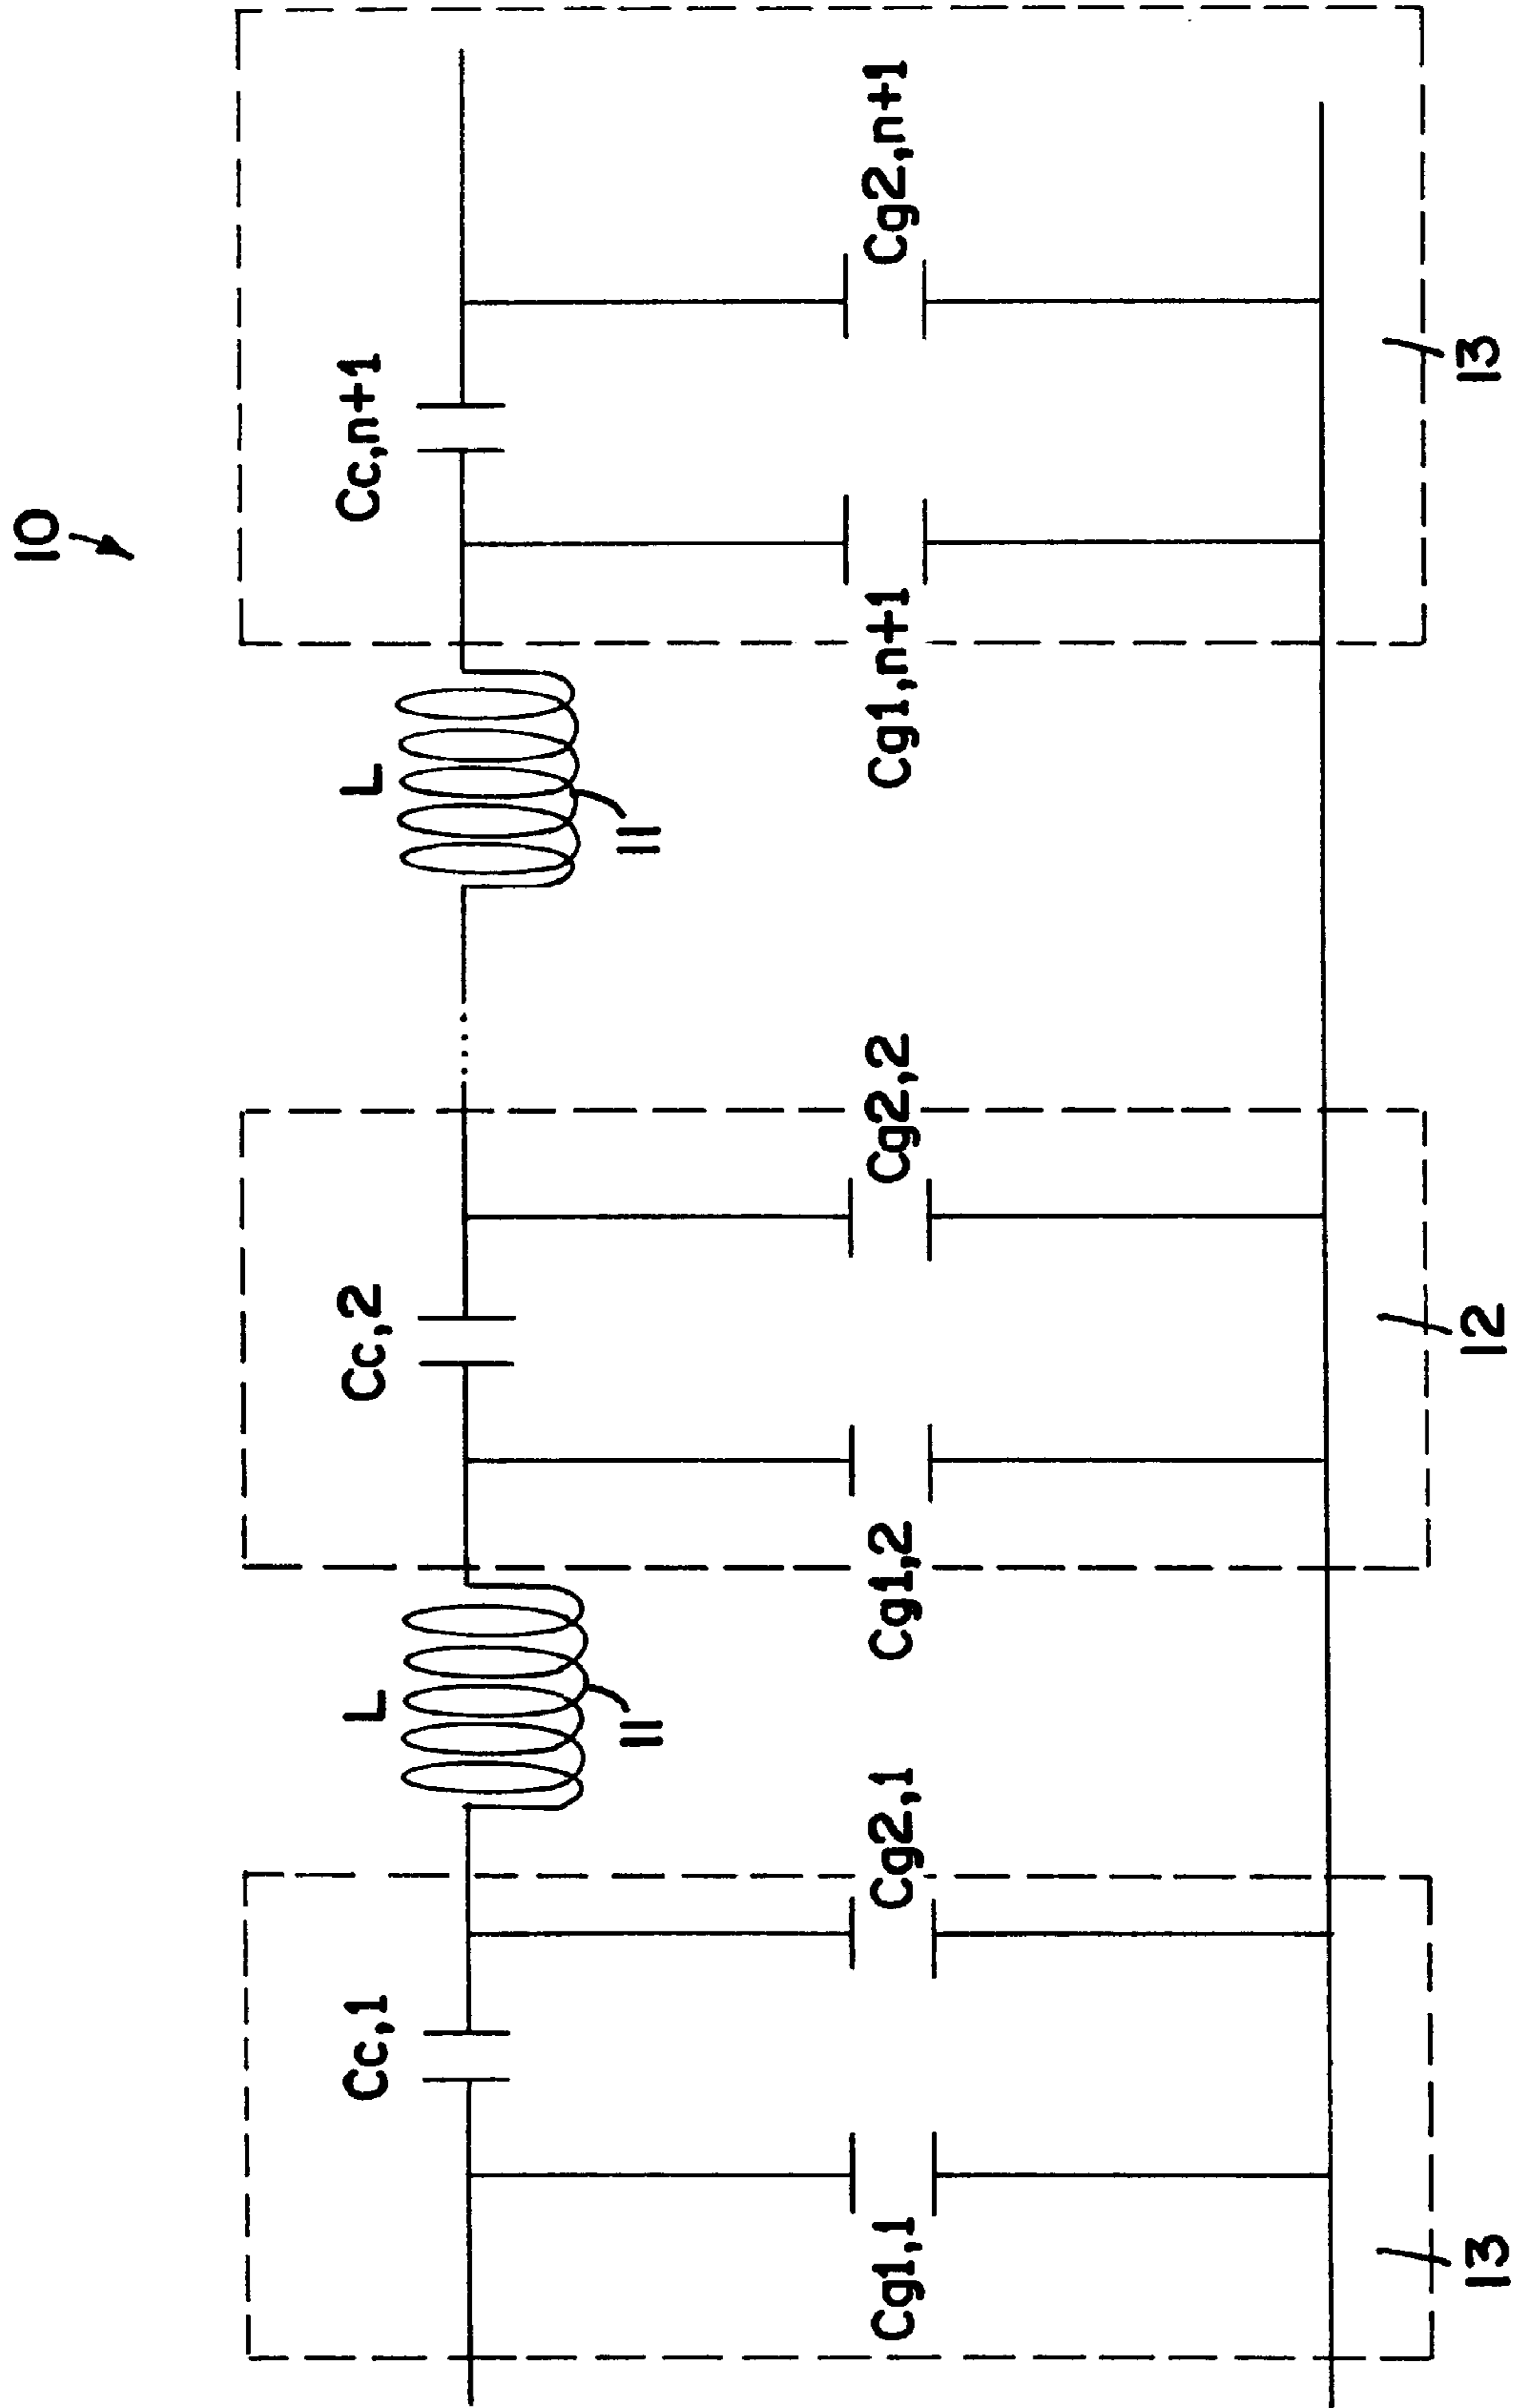 10
Cc,1
L
Cc,2
L
Cc,n+1
11
11
Cg1,1
Cg2,1
Cg1,2
Cg2,2
Cg1,n+1
Cg2,n+1
13
12
13